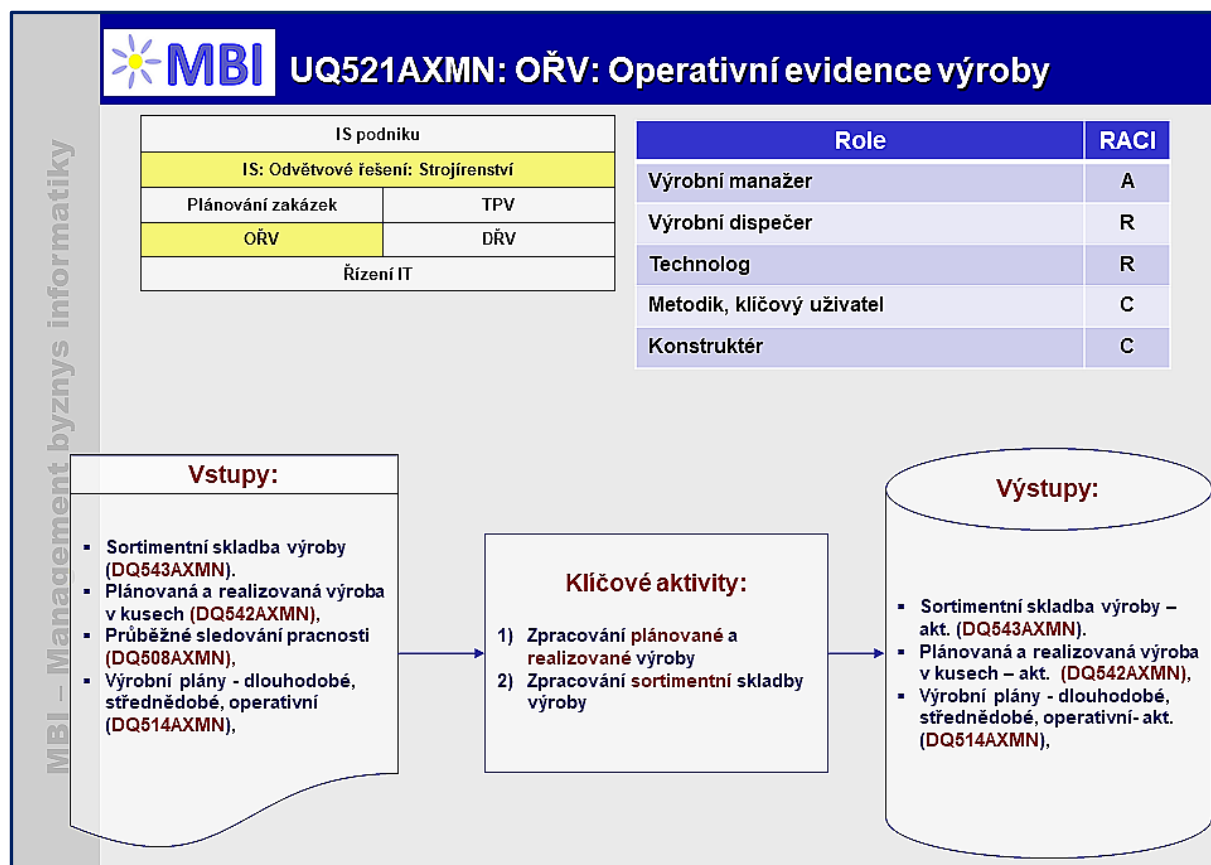 MBI
UQ521AXMN: OŘV: Operativní evidence výroby
MBI – Management byznys informatiky
IS podniku
IS: Odvětvové řešení: Strojírenství
Plánování zakázek TPV
OŘV DŘV
Řízení IT
Role RACI
Výrobní manažer A
Výrobní dispečer R
Technolog R
Metodik, klíčový uživatel C
Konstruktér C
Vstupy:
▪ Sortimentní skladba výroby
(DQ543AXMN).
▪ Plánovaná a realizovaná výroba
v kusech (DQ542AXMN),
▪ Průběžné sledování pracnosti
(DQ508AXMN),
▪ Výrobní plány - dlouhodobé,
střednědobé, operativní
(DQ514AXMN),
Klíčové aktivity:
1) Zpracování plánované a
realizované výroby
2) Zpracování sortimentní skladby
výroby
Výstupy:
▪ Sortimentní skladba výroby –
akt. (DQ543AXMN).
▪ Plánovaná a realizovaná výroba
v kusech – akt. (DQ542AXMN),
▪ Výrobní plány - dlouhodobé,
střednědobé, operativní- akt.
(DQ514AXMN),